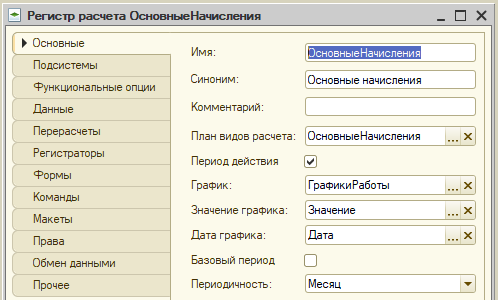 Регистр расчета ОсновныеНачисления
Основные
Подсистемы
Функциональные опции
Данные
Перерасчеты
Регистраторы
Формы
Команды
Макеты
Права
Обмен данными
Прочее
Имя: ОсновныеНачисления
Синоним: Основные начисления
Комментарий:
План видов расчета: ОсновныеНачисления ...
Период действия
График: ГрафикиРаботы ...
Значение графика: Значение ...
Дата графика: Дата ...
Базовый период
Периодичность: Месяц